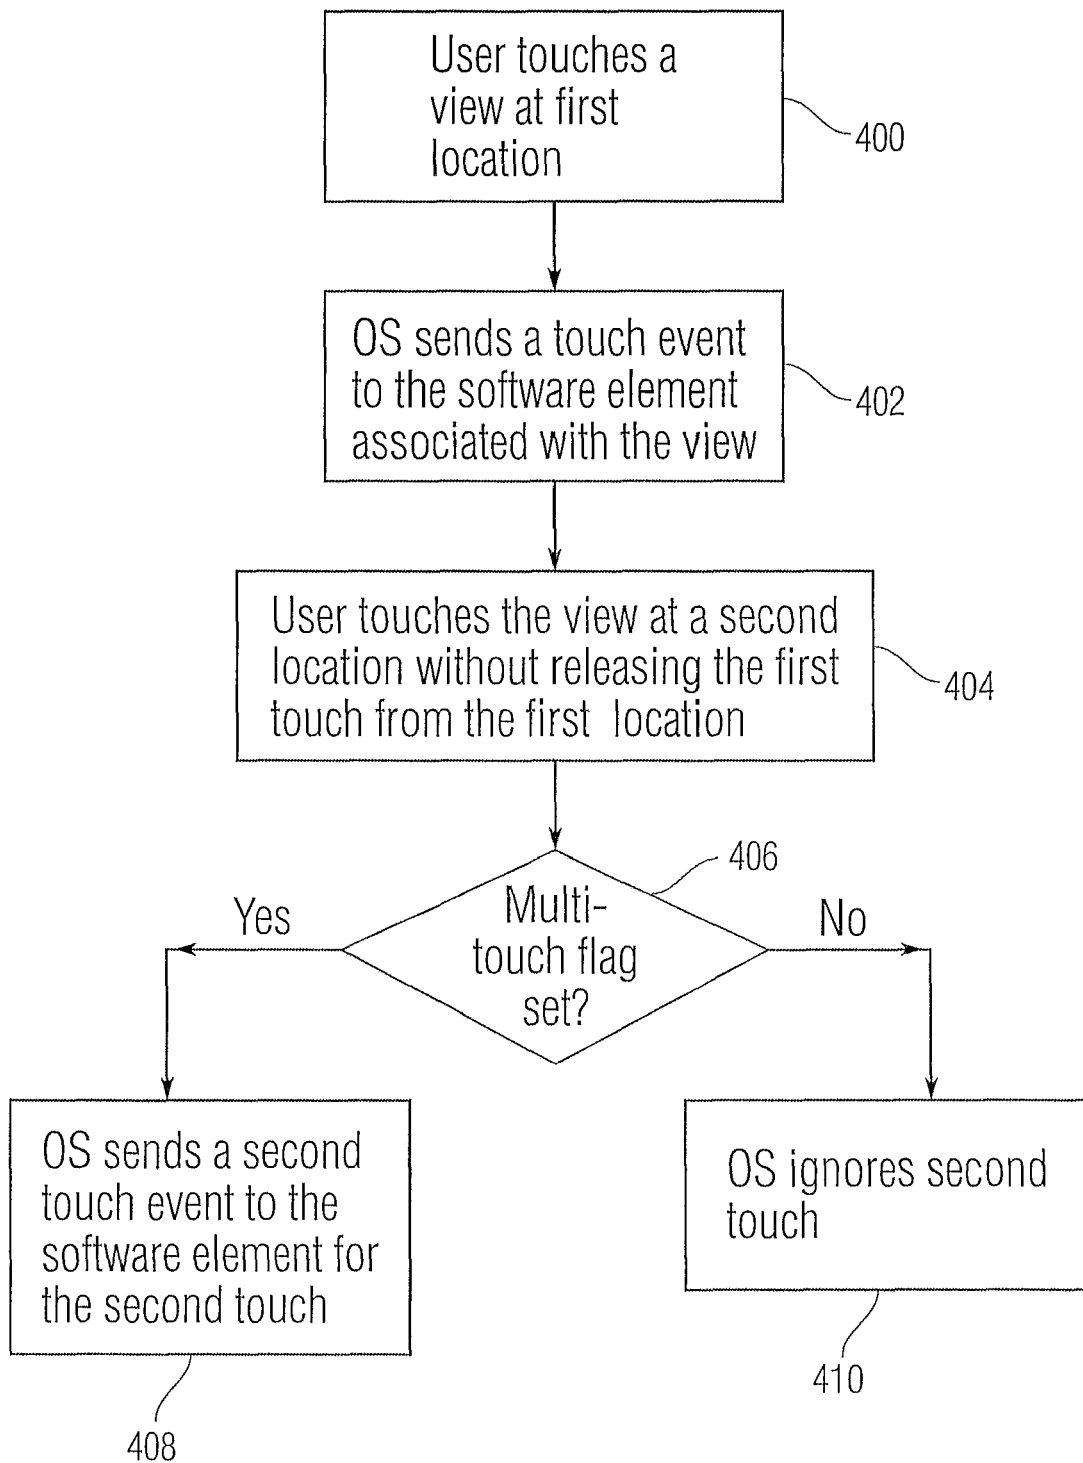 User touches a
view at first
location
400
OS sends a touch event
to the software element
associated with the view
402
User touches the view at a second
location without releasing the first
touch from the first location
404
406
Multi-
touch flag
set?
Yes
No
OS sends a second
touch event to the
software element for
the second touch
408
OS ignores second
touch
410